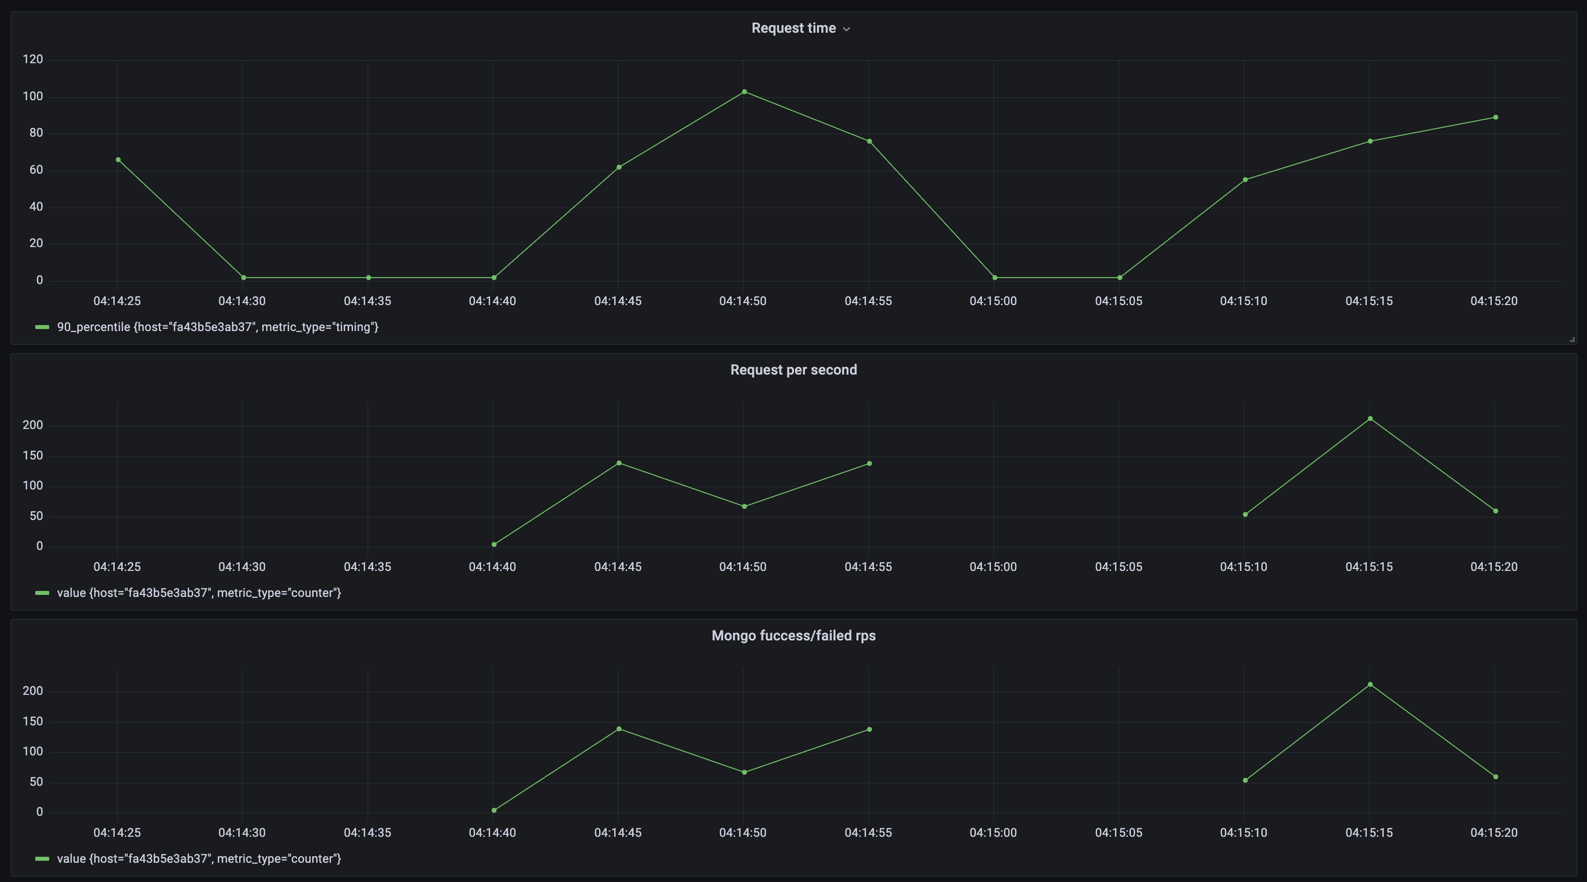 Request time
120
100
80
60
40
20
0
04:14:25 04:14:30 04:14:35 04:14:40 04:14:45 04:14:50 04:14:55 04:15:00 04:15:05 04:15:10 04:15:15 04:15:20
90_percentile {host="fa43b5e3ab37", metric_type="timing"}
Request per second
200
150
100
50
0
04:14:25 04:14:30 04:14:35 04:14:40 04:14:45 04:14:50 04:14:55 04:15:00 04:15:05 04:15:10 04:15:15 04:15:20
value {host="fa43b5e3ab37", metric_type="counter"}
Mongo fuccess/failed rps
200
150
100
50
0
04:14:25 04:14:30 04:14:35 04:14:40 04:14:45 04:14:50 04:14:55 04:15:00 04:15:05 04:15:10 04:15:15 04:15:20
value {host="fa43b5e3ab37", metric_type="counter"}